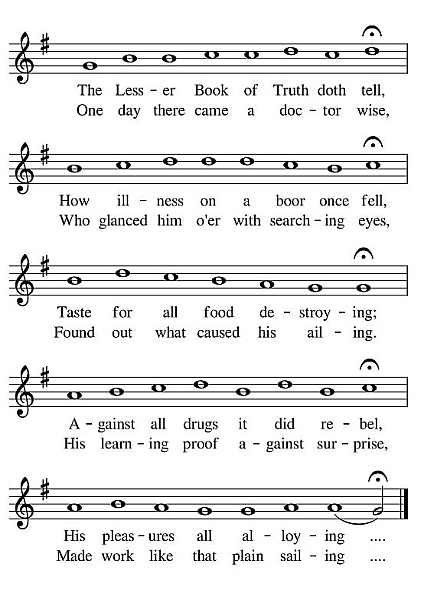 The Less – er Book of Truth doth tell,
One day there came a doc – tor wise,
How ill – ness on a boor once fell,
Who glanced him o'er with search – ing eyes,
Taste for all food de – stroy – ing;
Found out what caused his ail – ing.
A – gainst all drugs it did re – bel,
His learn – ing proof a – gainst sur – prise,
His pleas – ures all al – loy – ing ....
Made work like that plain sail – ing ....